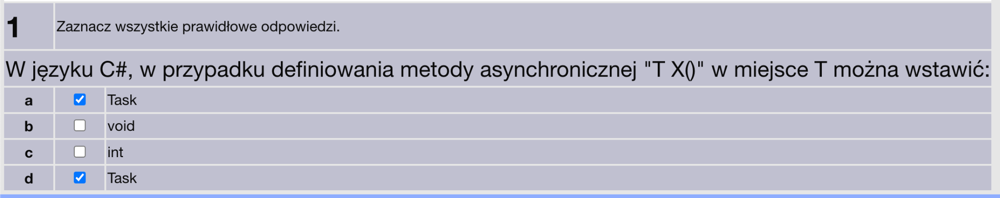 1 Zaznacz wszystkie prawidłowe odpowiedzi.
W języku C#, w przypadku definiowania metody asynchronicznej "T X()" w miejsce T można wstawić:
a Task
b void
c int
d Task